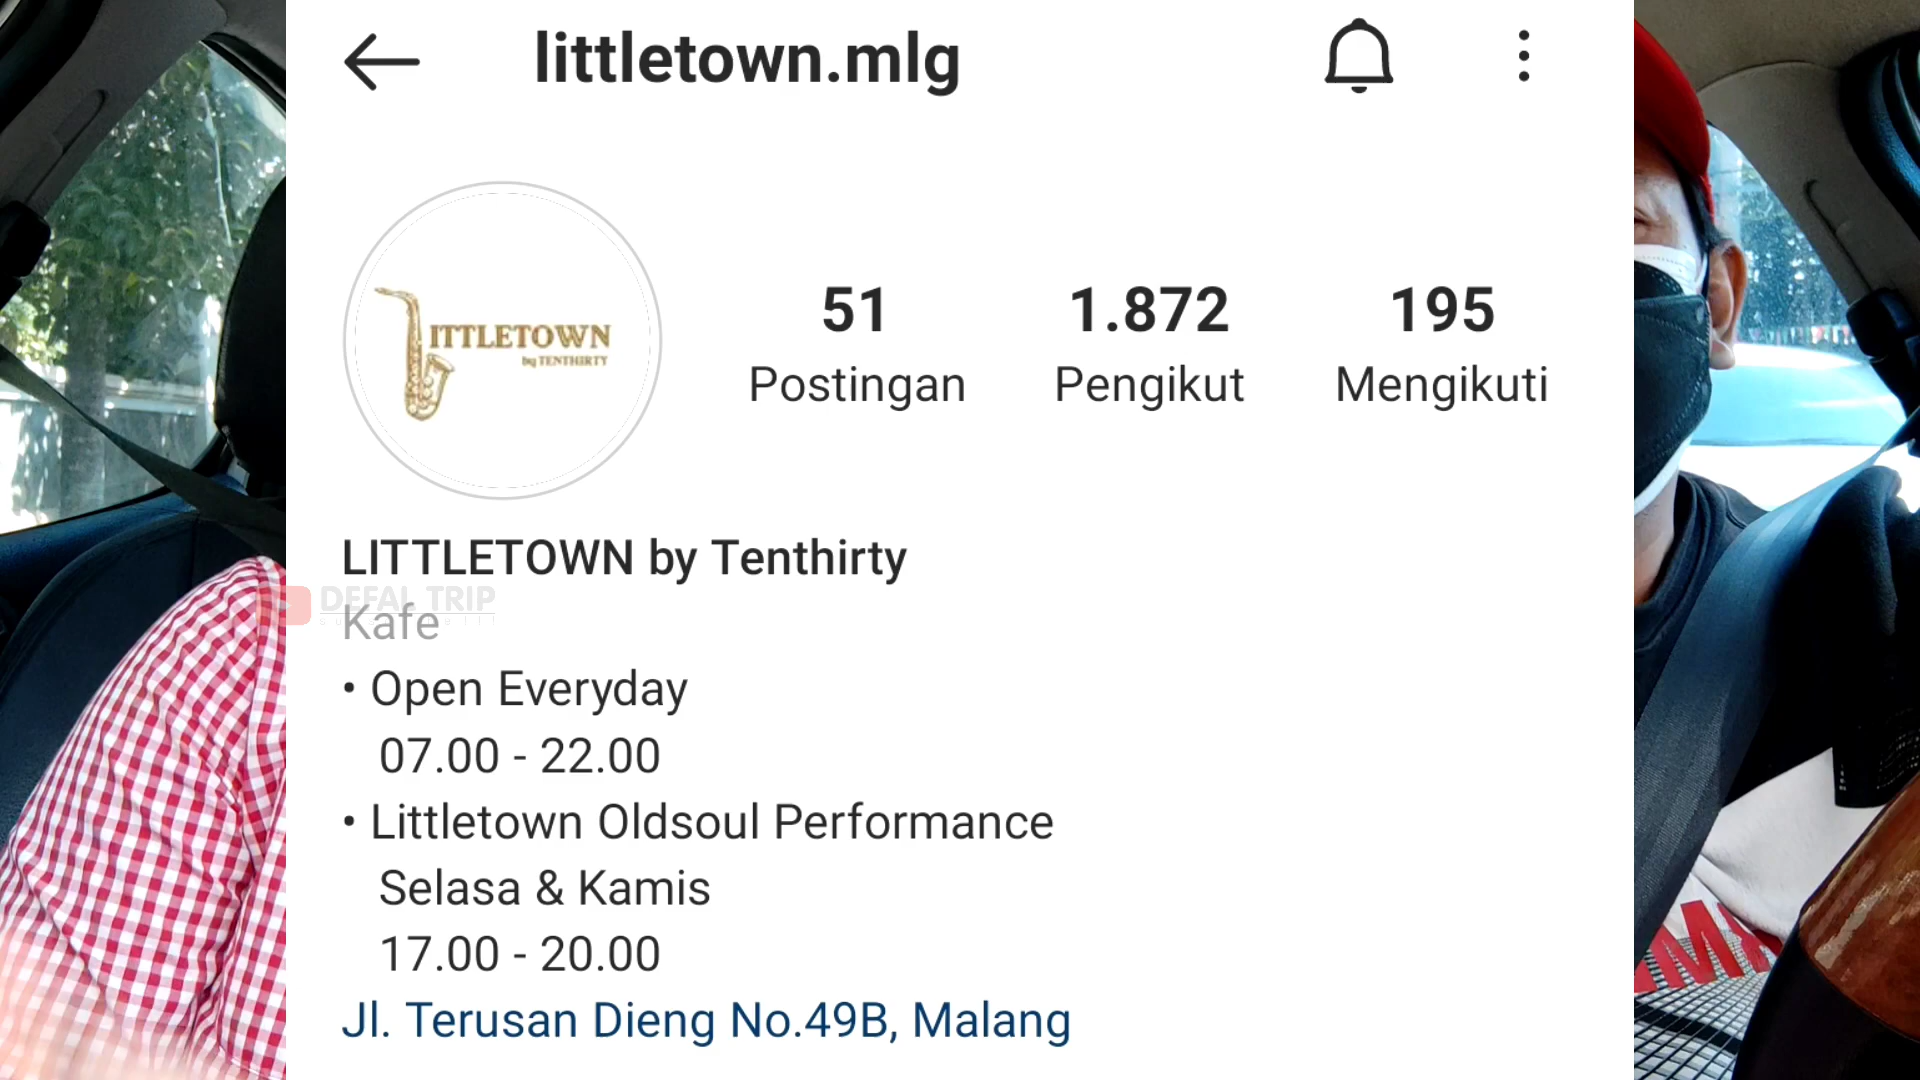 littletown.mlg
ITTLETOWN
by TENTHIRTY
51
Postingan
1.872
Pengikut
195
Mengikuti
LITTLETOWN by Tenthirty
DEFAL TRIP
Kafe
• Open Everyday
07.00 - 22.00
• Littletown Oldsoul Performance
Selasa & Kamis
17.00 - 20.00
Jl. Terusan Dieng No.49B, Malang